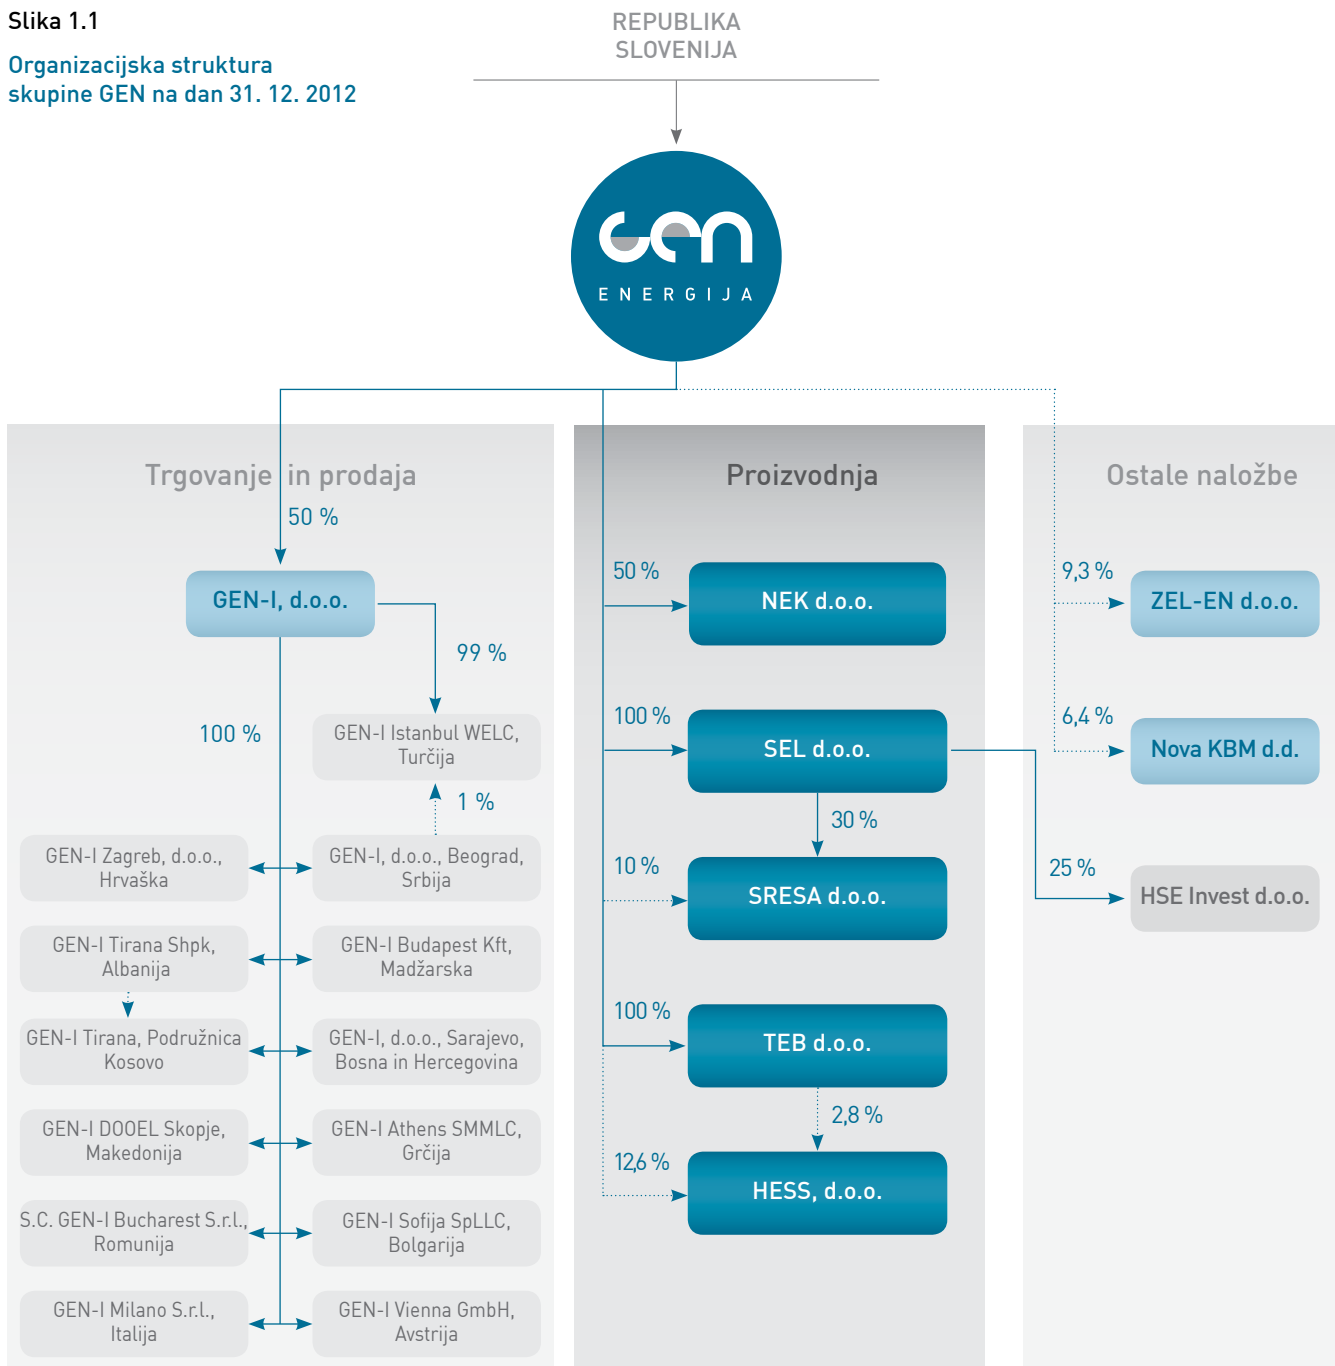 Slika 1.1
Organizacijska struktura
skupine GEN na dan 31. 12. 2012
REPUBLIKA
SLOVENIJA
gen
ENERGIJA
Trgovanje in prodaja
50 %
GEN-I, d.o.o.
99 %
100 %
GEN-I Istanbul WELC,
Turčija
1 %
GEN-I Zagreb, d.o.o.,
Hrvaška
GEN-I, d.o.o., Beograd,
Srbija
GEN-I Tirana Shpk,
Albanija
GEN-I Budapest Kft,
Madžarska
GEN-I Tirana, Podružnica
Kosovo
GEN-I, d.o.o., Sarajevo,
Bosna in Hercegovina
GEN-I DOOEL Skopje,
Makedonija
GEN-I Athens SMMLC,
Grčija
S.C. GEN-I Bucharest S.r.l.,
Romunija
GEN-I Sofija SpLLC,
Bolgarija
GEN-I Milano S.r.l.,
Italija
GEN-I Vienna GmbH,
Avstrija
Proizvodnja
50 %
NEK d.o.o.
100 %
SEL d.o.o.
30 %
10 %
SRESA d.o.o.
100 %
TEB d.o.o.
2,8 %
12,6 %
HESS, d.o.o.
Ostale naložbe
9,3 %
ZEL-EN d.o.o.
6,4 %
Nova KBM d.d.
25 %
HSE Invest d.o.o.